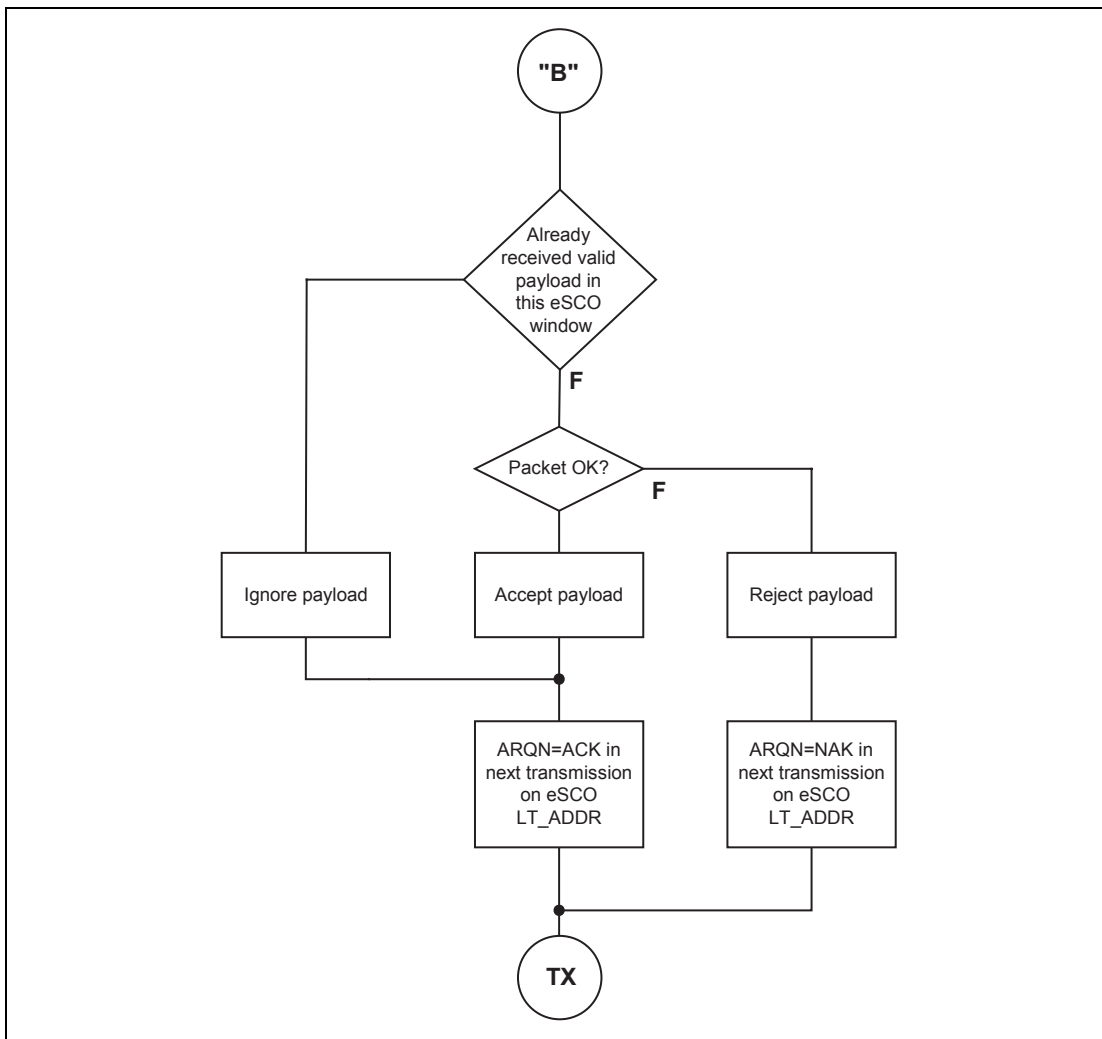 "B"
Already
received valid
payload in
this eSCO
window
F
Packet OK?
F
Ignore payload
Accept payload
Reject payload
ARQN=ACK in
next transmission
on eSCO
LT_ADDR
ARQN=NAK in
next transmission
on eSCO
LT_ADDR
TX